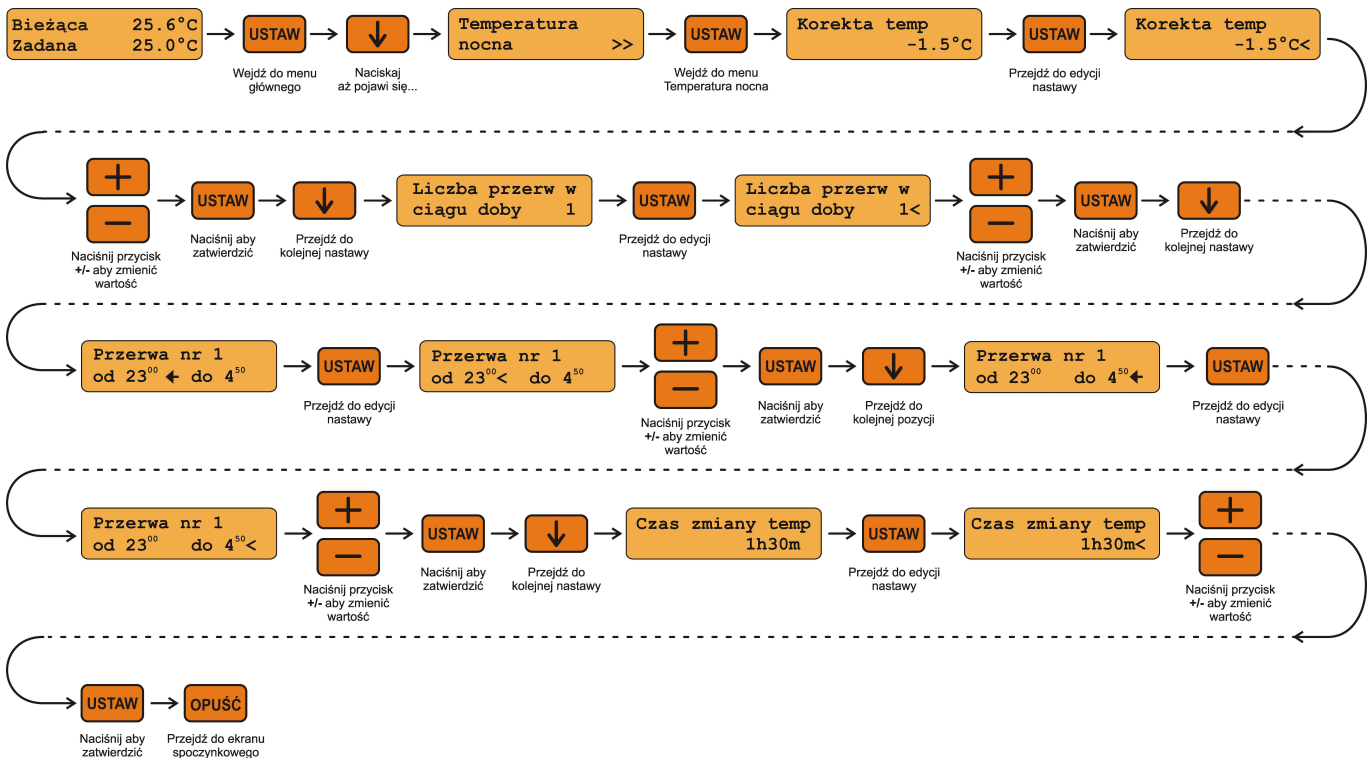 Bieżąca 25.6°C
Zadana 25.0°C
USTAW
Wejdź do menu
głównego
↓
Naciskaj
aż pojawi się...
Temperatura
nocna >>
USTAW
Wejdź do menu
Temperatura nocna
Korekta temp
-1.5°C
USTAW
Przejdź do edycji
nastawy
Korekta temp
-1.5°C<
+
−
Naciśnij przycisk
+/- aby zmienić
wartość
USTAW
Naciśnij aby
zatwierdzić
↓
Przejdź do
kolejnej nastawy
Liczba przerw w
ciągu doby 1
USTAW
Przejdź do edycji
nastawy
Liczba przerw w
ciągu doby 1<
+
−
Naciśnij przycisk
+/- aby zmienić
wartość
USTAW
Naciśnij aby
zatwierdzić
↓
Przejdź do
kolejnej nastawy
Przerwa nr 1
od 23⁰⁰ ← do 4⁵⁰
USTAW
Przejdź do edycji
nastawy
Przerwa nr 1
od 23⁰⁰< do 4⁵⁰
+
−
Naciśnij przycisk
+/- aby zmienić
wartość
USTAW
Naciśnij aby
zatwierdzić
↓
Przejdź do
kolejnej pozycji
Przerwa nr 1
od 23⁰⁰ do 4⁵⁰←
USTAW
Przejdź do edycji
nastawy
Przerwa nr 1
od 23⁰⁰ do 4⁵⁰<
+
−
Naciśnij przycisk
+/- aby zmienić
wartość
USTAW
Naciśnij aby
zatwierdzić
↓
Przejdź do
kolejnej nastawy
Czas zmiany temp
1h30m
USTAW
Przejdź do edycji
nastawy
Czas zmiany temp
1h30m<
+
−
Naciśnij przycisk
+/- aby zmienić
wartość
USTAW
Naciśnij aby
zatwierdzić
OPUŚĆ
Przejdź do ekranu
spoczynkowego